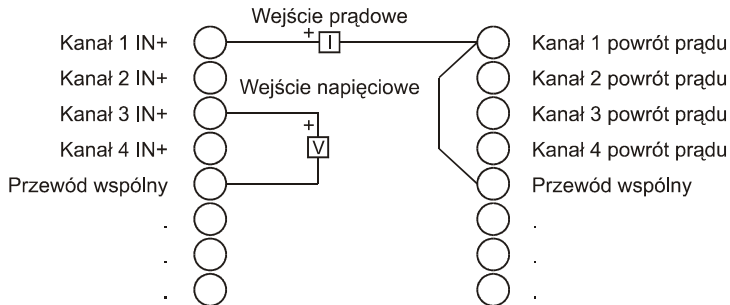 Wejście prądowe
Kanał 1 IN+ + I Kanał 1 powrót prądu
Kanał 2 IN+ Kanał 2 powrót prądu
Wejście napięciowe
Kanał 3 IN+ Kanał 3 powrót prądu
+
Kanał 4 IN+ V Kanał 4 powrót prądu
Przewód wspólny Przewód wspólny
. .
. .
. .